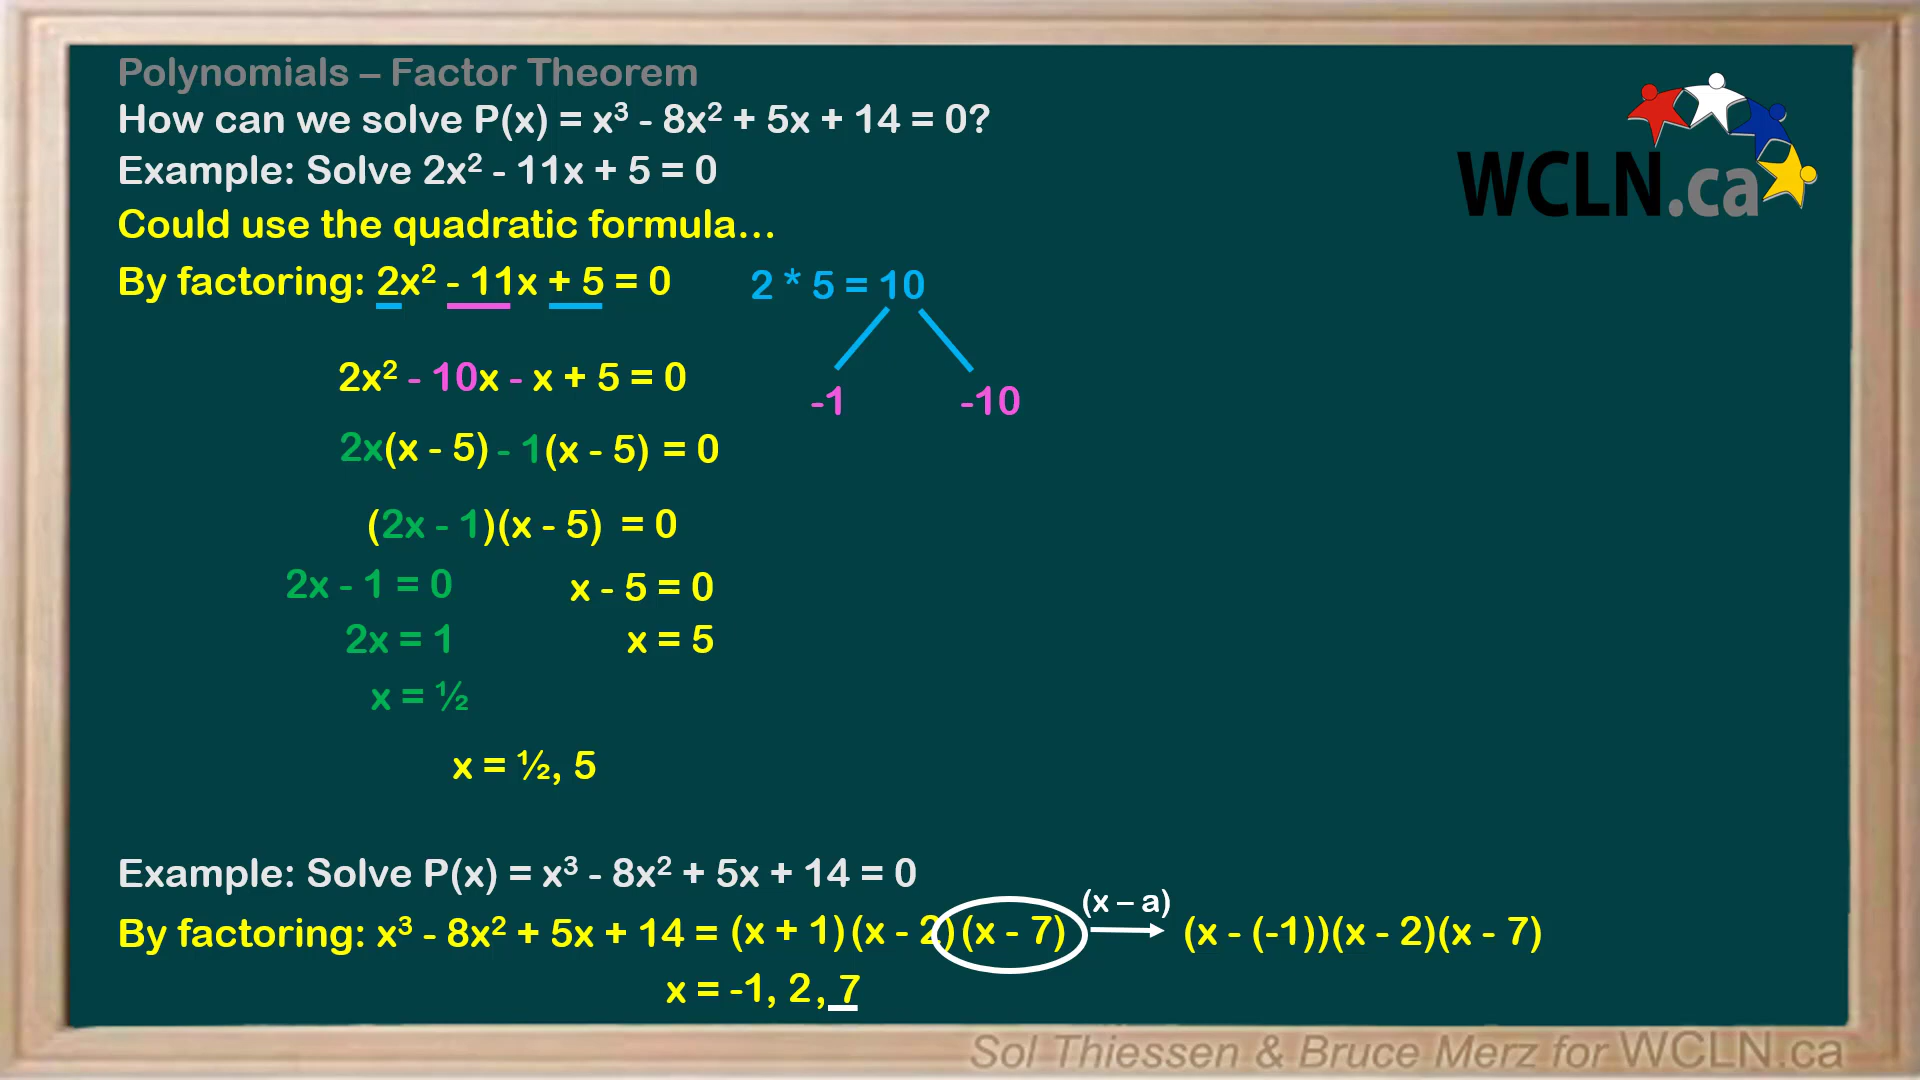 Polynomials – Factor Theorem
How can we solve P(x) = x³ - 8x² + 5x + 14 = 0?
Example: Solve 2x² - 11x + 5 = 0
WCLN.ca
Could use the quadratic formula...
By factoring: 2x² - 11x + 5 = 0
2 * 5 = 10
-1 -10
2x² - 10x - x + 5 = 0
2x(x - 5) - 1(x - 5) = 0
(2x - 1)(x - 5) = 0
2x - 1 = 0 x - 5 = 0
2x = 1 x = 5
x = ½
x = ½, 5
Example: Solve P(x) = x³ - 8x² + 5x + 14 = 0
By factoring: x³ - 8x² + 5x + 14 = (x + 1)(x - 2)(x - 7) (x – a) (x - (-1))(x - 2)(x - 7)
x = -1, 2, 7
Sol Thiessen & Bruce Merz for WCLN.ca